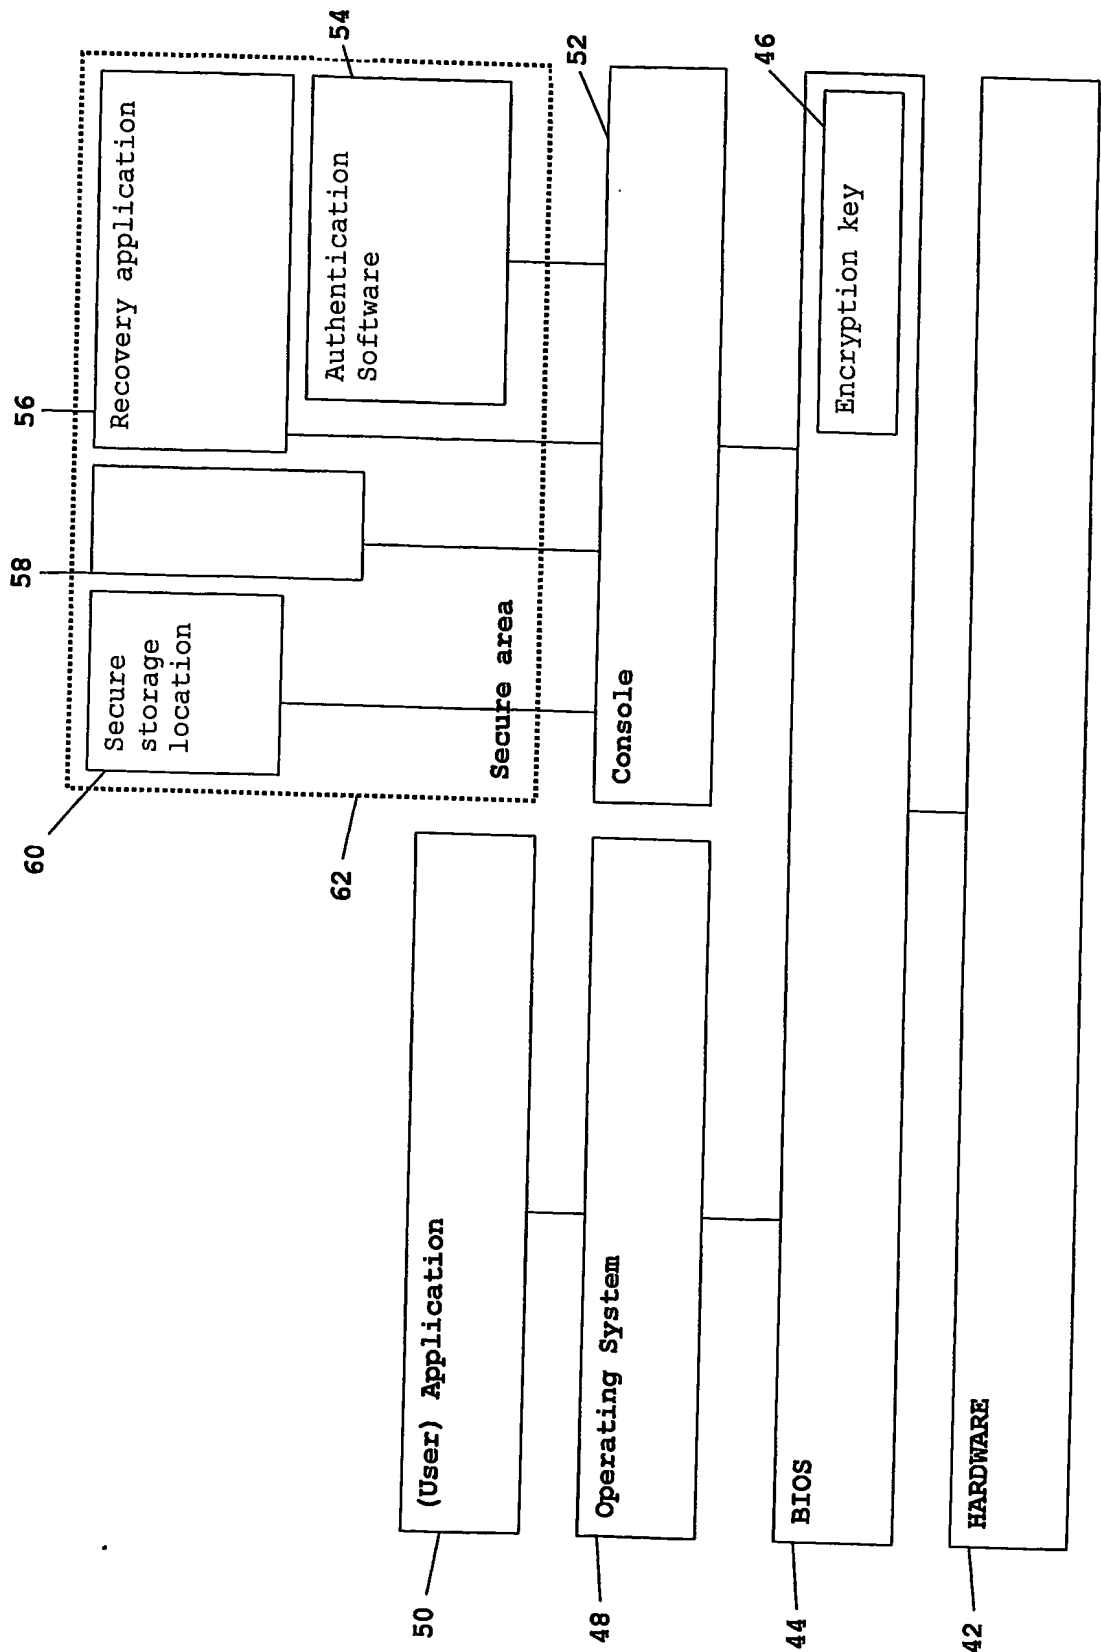 60
Secure
storage
location
58
56
Recovery application
54
Authentication
Software
62
Secure area
52
Console
50
(User) Application
48
Operating System
44
BIOS
46
Encryption key
42
HARDWARE